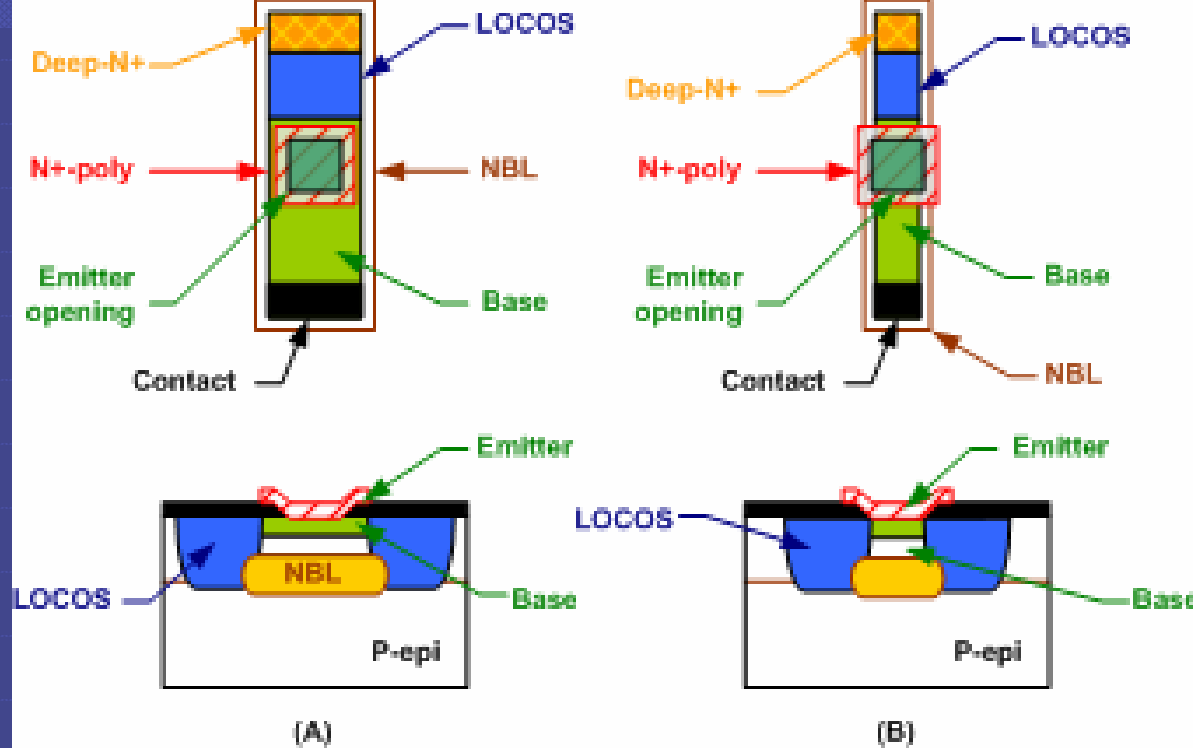 LOCOS
Deep-N+
N+-poly
NBL
Emitter
opening
Base
Contact
LOCOS
Deep-N+
N+-poly
Emitter
opening
Base
Contact
NBL
Emitter
NBL
LOCOS
Base
P-epi
(A)
Emitter
LOCOS
Base
P-epi
(B)